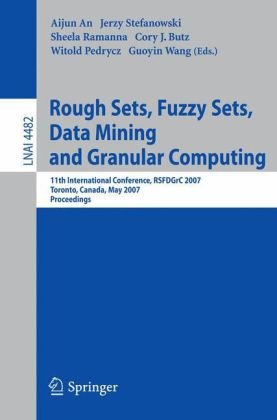 Aijun An Jerzy Stefanowski
Sheela Ramanna Cory J. Butz
Witold Pedrycz Guoyin Wang (Eds.)
LNAI 4482
Rough Sets, Fuzzy Sets,
Data Mining
and Granular Computing
11th International Conference, RSFDGrC 2007
Toronto, Canada, May 2007
Proceedings
Springer